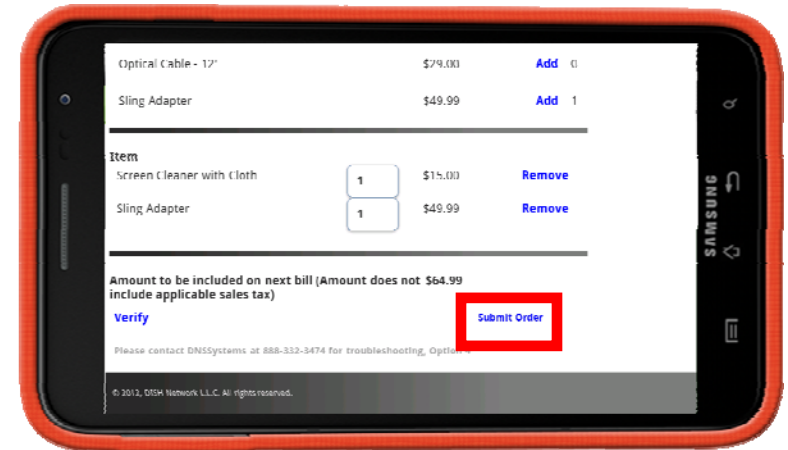 Optical Cable - 12' $29.00 Add 0
Sling Adapter $49.99 Add 1
Item
Screen Cleaner with Cloth 1 $15.00 Remove
Sling Adapter 1 $49.99 Remove
Amount to be included on next bill (Amount does not $64.99
include applicable sales tax)
Verify Submit Order
Please contact DNSSystems at 888-332-3474 for troubleshooting, Option
© 2013, DISH Network L.L.C. All rights reserved.
SAMSUNG